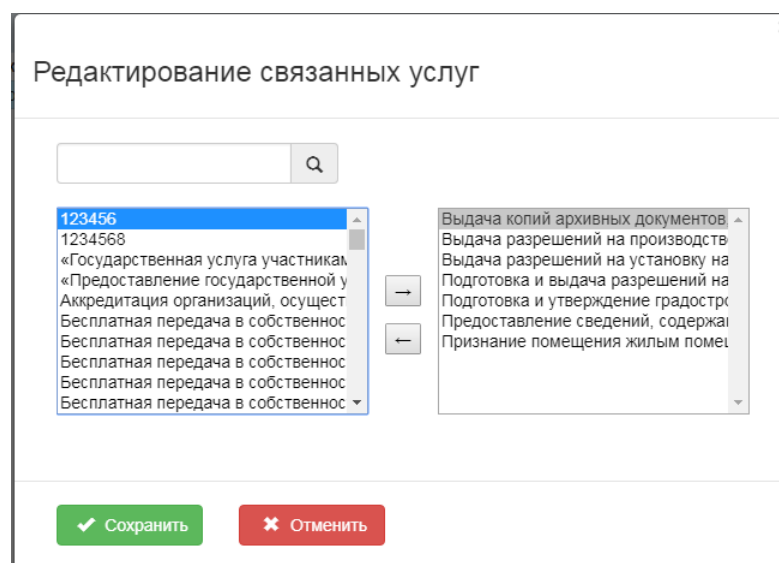 Редактирование связанных услуг
123456
1234568
«Государственная услуга участникам
«Предоставление государственной у
Аккредитация организаций, осущест
Бесплатная передача в собственнос
Бесплатная передача в собственнос
Бесплатная передача в собственнос
Бесплатная передача в собственнос
Бесплатная передача в собственнос
→
←
Выдача копий архивных документов,
Выдача разрешений на производств
Выдача разрешений на установку на
Подготовка и выдача разрешений на
Подготовка и утверждение градостро
Предоставление сведений, содержа
Признание помещения жилым помещ
Сохранить
Отменить